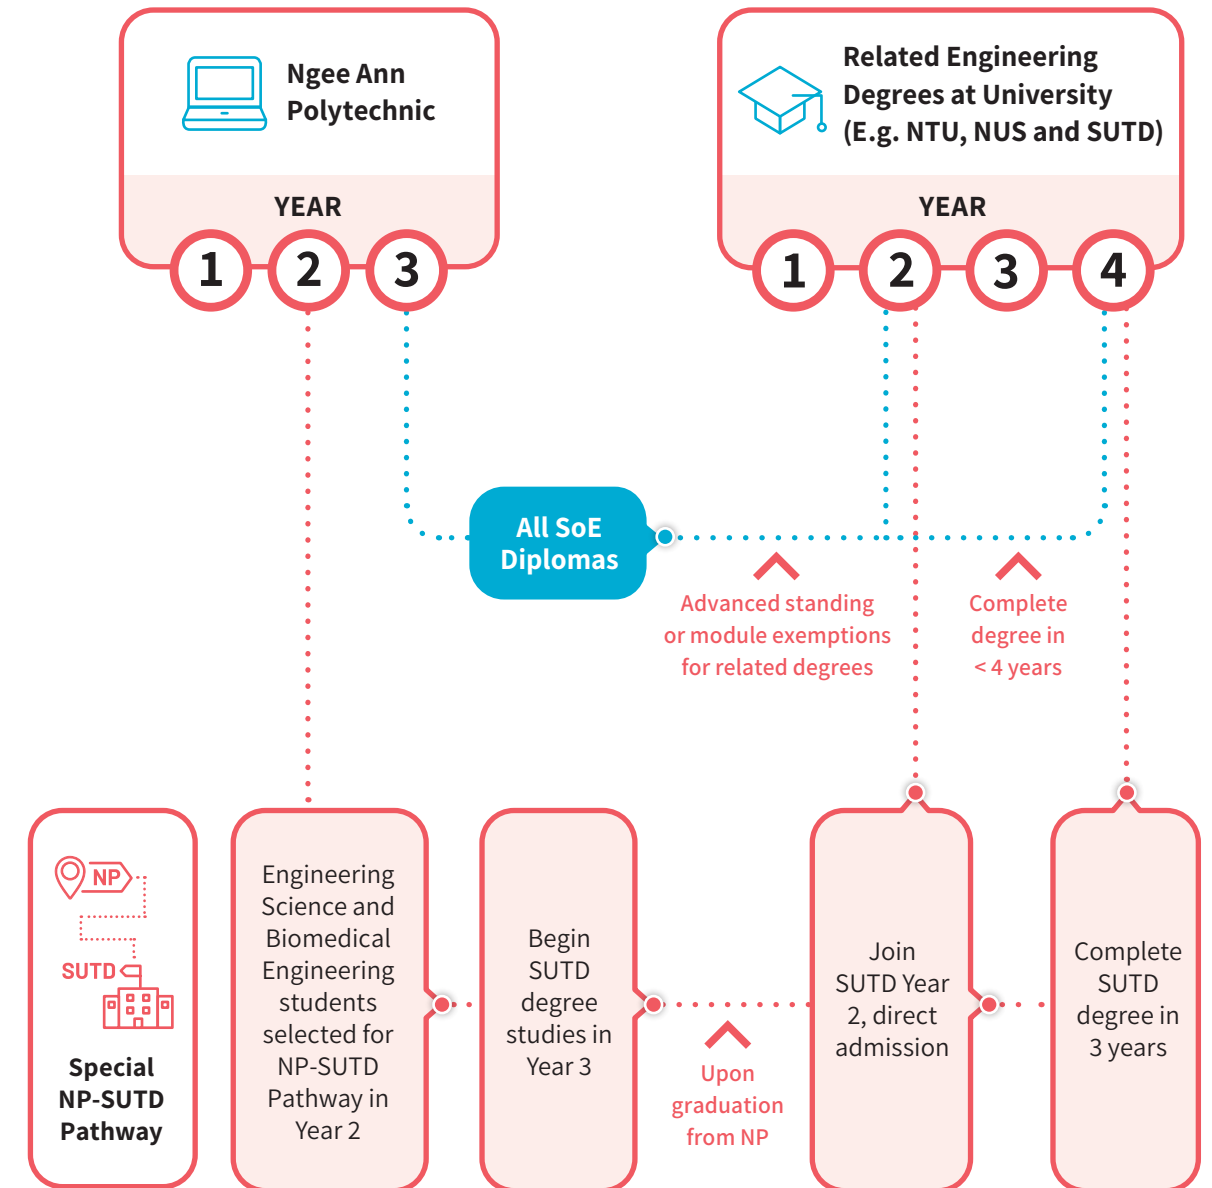 Ngee Ann
Polytechnic
YEAR
1
2
3
Related Engineering
Degrees at University
(E.g. NTU, NUS and SUTD)
YEAR
1
2
3
4
All SoE
Diplomas
Advanced standing
or module exemptions
for related degrees
Complete
degree in
< 4 years
NP
SUTD
Special
NP-SUTD
Pathway
Engineering
Science and
Biomedical
Engineering
students
selected for
NP-SUTD
Pathway in
Year 2
Begin
SUTD
degree
studies in
Year 3
Upon
graduation
from NP
Join
SUTD Year
2, direct
admission
Complete
SUTD
degree in
3 years